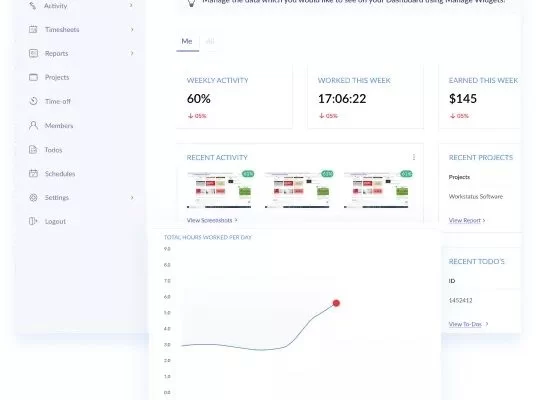 Manage the data which you would like to see on your Dashboard using Manage Widgets!
Activity
Timesheets
Reports
Projects
Time-off
Members
Todos
Schedules
Settings
Logout
Me All
WEEKLY ACTIVITY
60%
05%
WORKED THIS WEEK
17:06:22
05%
EARNED THIS WEEK
$145
05%
RECENT ACTIVITY
View Screenshots
RECENT PROJECTS
Projects
Workstatus Software
View Report
RECENT TODO'S
ID
1452412
View To-Dos
TOTAL HOURS WORKED PER DAY
9.0
8.0
7.0
6.0
5.0
4.0
3.0
2.0
1.0
0.0